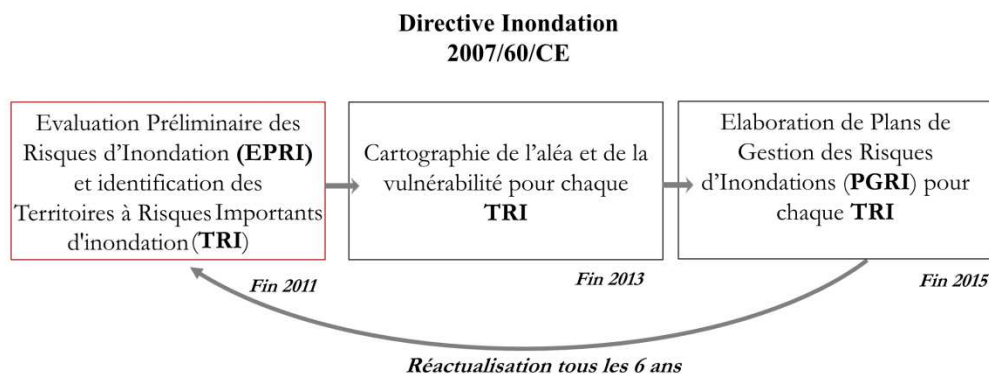 Directive Inondation
2007/60/CE
Evaluation Préliminaire des
Risques d'Inondation (EPRI)
et identification des
Territoires à Risques Importants
d'inondation (TRI)
Fin 2011
Cartographie de l'aléa et de la
vulnérabilité pour chaque
TRI
Fin 2013
Elaboration de Plans de
Gestion des Risques
d'Inondations (PGRI) pour
chaque TRI
Fin 2015
Réactualisation tous les 6 ans